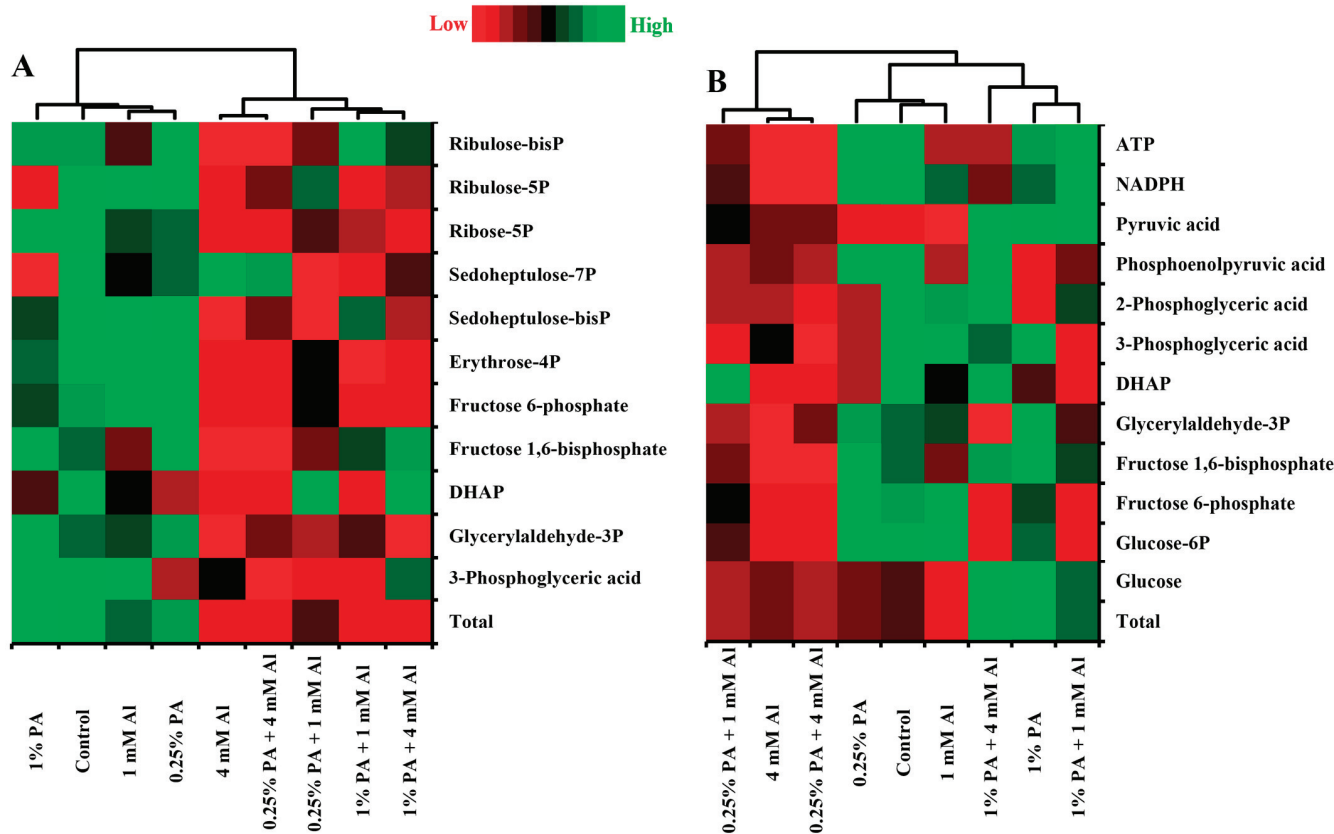 Low High
A
Ribulose-bisP
Ribulose-5P
Ribose-5P
Sedoheptulose-7P
Sedoheptulose-bisP
Erythrose-4P
Fructose 6-phosphate
Fructose 1,6-bisphosphate
DHAP
Glycerylaldehyde-3P
3-Phosphoglyceric acid
Total
1% PA
Control
1 mM Al
0.25% PA
4 mM Al
0.25% PA + 4 mM Al
0.25% PA + 1 mM Al
1% PA + 1 mM Al
1% PA + 4 mM Al
B
ATP
NADPH
Pyruvic acid
Phosphoenolpyruvic acid
2-Phosphoglyceric acid
3-Phosphoglyceric acid
DHAP
Glycerylaldehyde-3P
Fructose 1,6-bisphosphate
Fructose 6-phosphate
Glucose-6P
Glucose
Total
0.25% PA + 1 mM Al
4 mM Al
0.25% PA + 4 mM Al
0.25% PA
Control
1 mM Al
1% PA + 4 mM Al
1% PA
1% PA + 1 mM Al